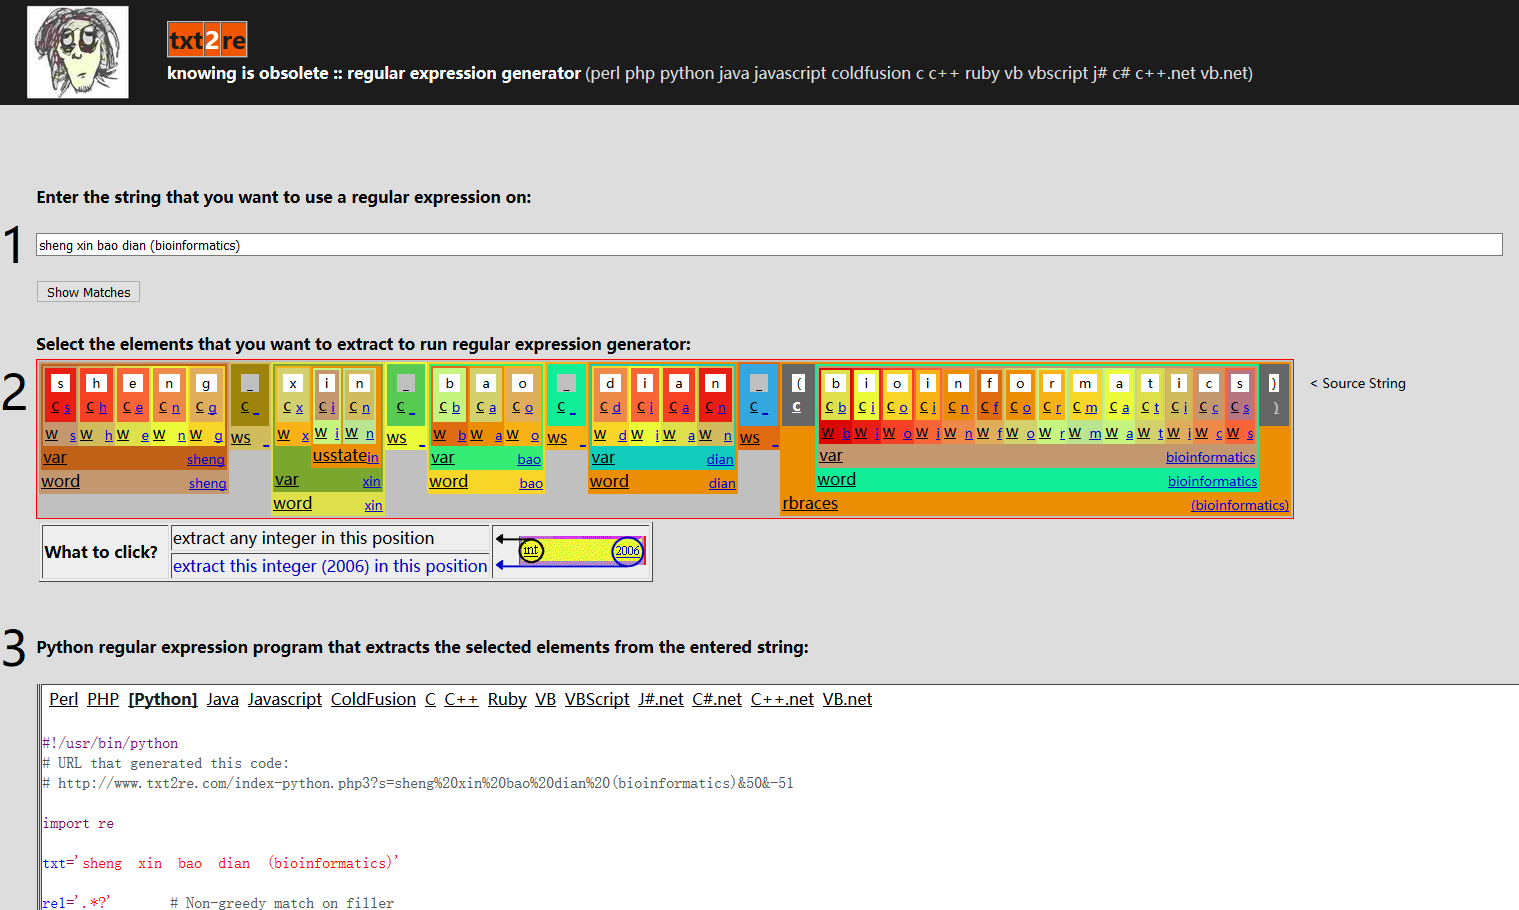 txt2re
knowing is obsolete :: regular expression generator (perl php python java javascript coldfusion c c++ ruby vb vbscript j# c# c++.net vb.net)
Enter the string that you want to use a regular expression on:
1
sheng xin bao dian (bioinformatics)
Show Matches
Select the elements that you want to extract to run regular expression generator:
2
s h e n g _ x i n _ b a o _ d i a n _ ( b i o i n f o r m a t i c s )
< Source String
c s c h c e c n c g c _ c x c i c n c _ c b c a c o c _ c d c i c a c n c _ c c b c i c o c i c n c f c o c r c m c a c t c i c c c s )
w s w h w e w n w g ws _ w x w i w n ws _ w b w a w o ws _ w d w i w a w n ws _ w b w i w o w i w n w f w o w r w m w a w t w i w c w s
var sheng usstate in var bao var dian var bioinformatics
word sheng var xin word bao word dian word bioinformatics
word xin rbraces (bioinformatics)
What to click?
extract any integer in this position
extract this integer (2006) in this position
int 2006
3
Python regular expression program that extracts the selected elements from the entered string:
Perl PHP [Python] Java Javascript ColdFusion C C++ Ruby VB VBScript J#.net C#.net C++.net VB.net
#!/usr/bin/python
# URL that generated this code:
# http://www.txt2re.com/index-python.php3?s=sheng%20xin%20bao%20dian%20(bioinformatics)&50&-51
import re
txt='sheng xin bao dian (bioinformatics)'
re1='.*?' # Non-greedy match on filler